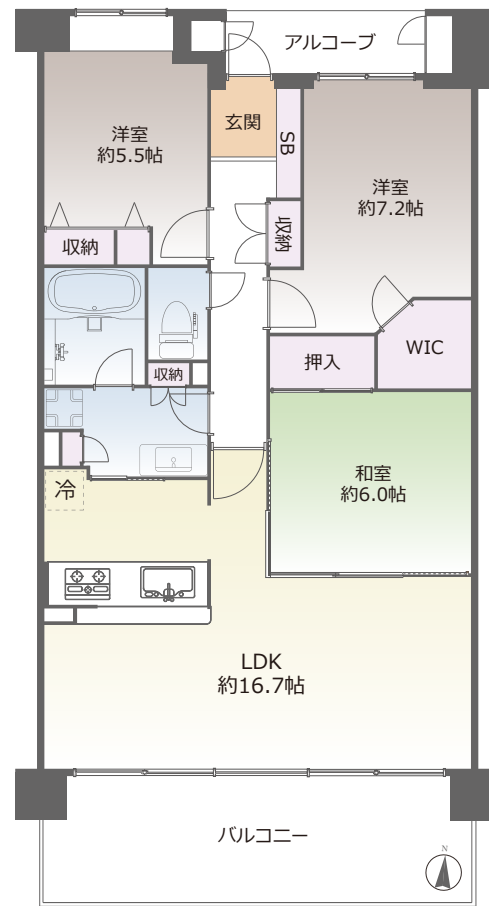 アルコーブ
洋室
約5.5帖
玄関
SB
洋室
約7.2帖
収納
収納
押入
WIC
収納
和室
約6.0帖
冷
LDK
約16.7帖
バルコニー
N